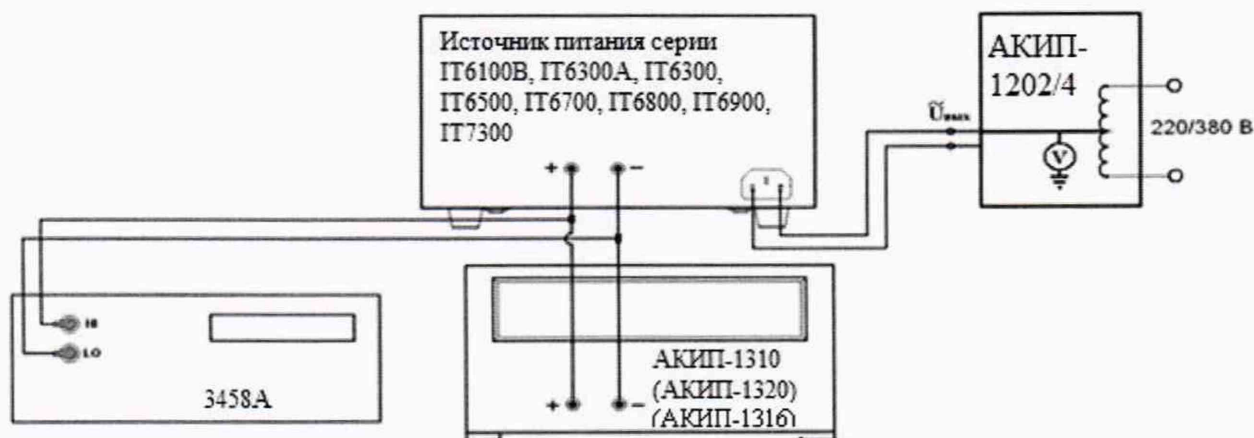 Источник питания серии
IT6100B, IT6300A, IT6300,
IT6500, IT6700, IT6800, IT6900,
IT7300
+ −
АКИП-
1202/4
Ũвых
V
220/380 В
HI
LO
3458A
АКИП-1310
(АКИП-1320)
(АКИП-1316)
+ −